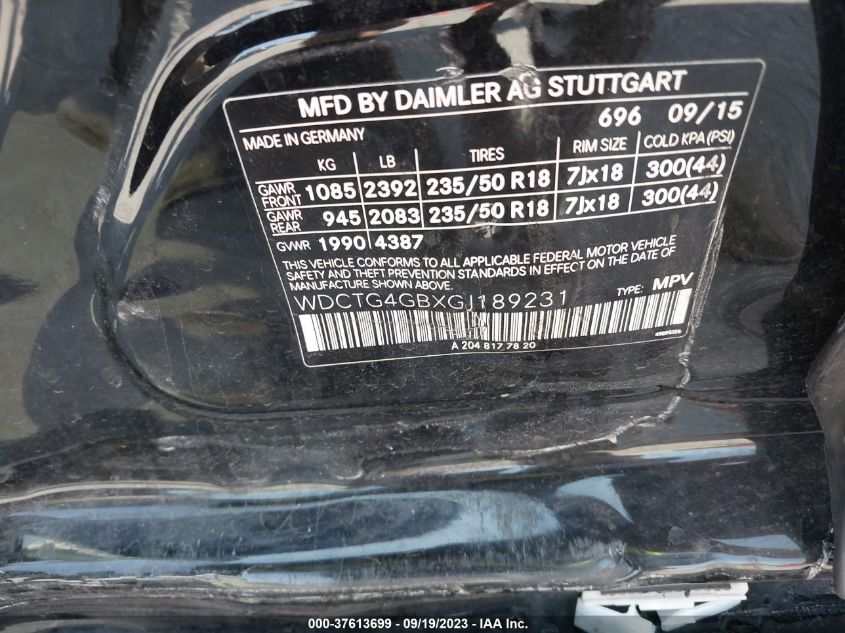 MFD BY DAIMLER AG STUTTGART
696 09/15
MADE IN GERMANY
KG LB TIRES RIM SIZE COLD KPA (PSI)
GAWR FRONT 1085 2392 235/50 R18 7Jx18 300(44)
GAWR REAR 945 2083 235/50 R18 7Jx18 300(44)
GVWR 1990 4387
THIS VEHICLE CONFORMS TO ALL APPLICABLE FEDERAL MOTOR VEHICLE
SAFETY AND THEFT PREVENTION STANDARDS IN EFFECT ON THE DATE
OF MANUFACTURE SHOWN ABOVE.
WDCTG4GBXGJ189231 TYPE: MPV
A 204 817 78 20
000-37613699 - 09/19/2023 - IAA Inc.